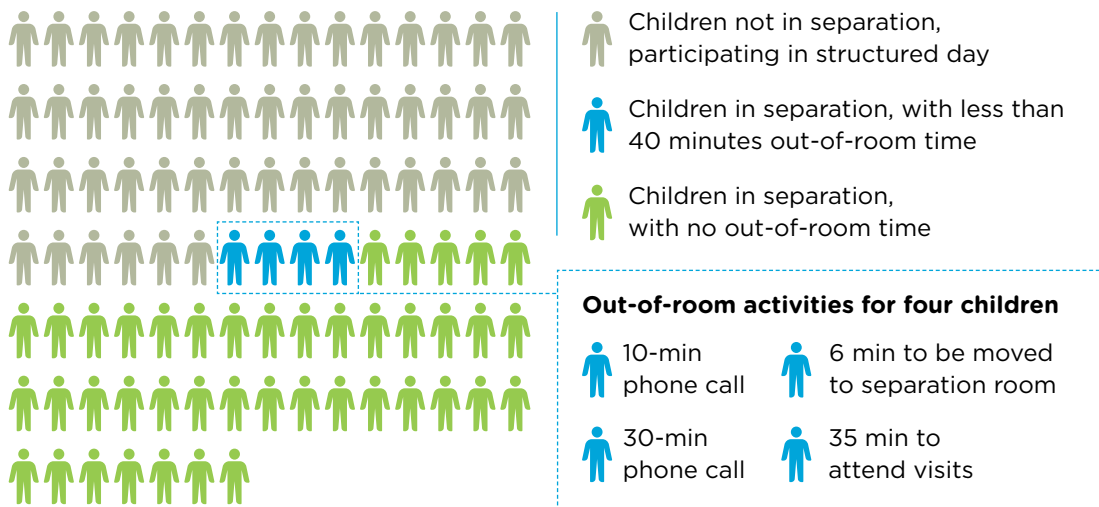 Children not in separation,
participating in structured day
Children in separation, with less than
40 minutes out-of-room time
Children in separation,
with no out-of-room time
Out-of-room activities for four children
10-min
phone call
6 min to be moved
to separation room
30-min
phone call
35 min to
attend visits